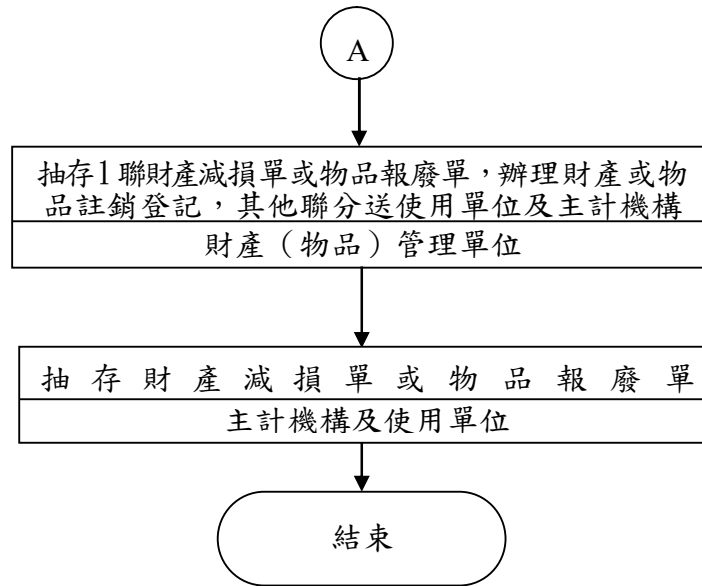 A
抽存1聯財產減損單或物品報廢單，辦理財產或物
品註銷登記，其他聯分送使用單位及主計機構
財產（物品）管理單位
抽存財產減損單或物品報廢單
主計機構及使用單位
結束